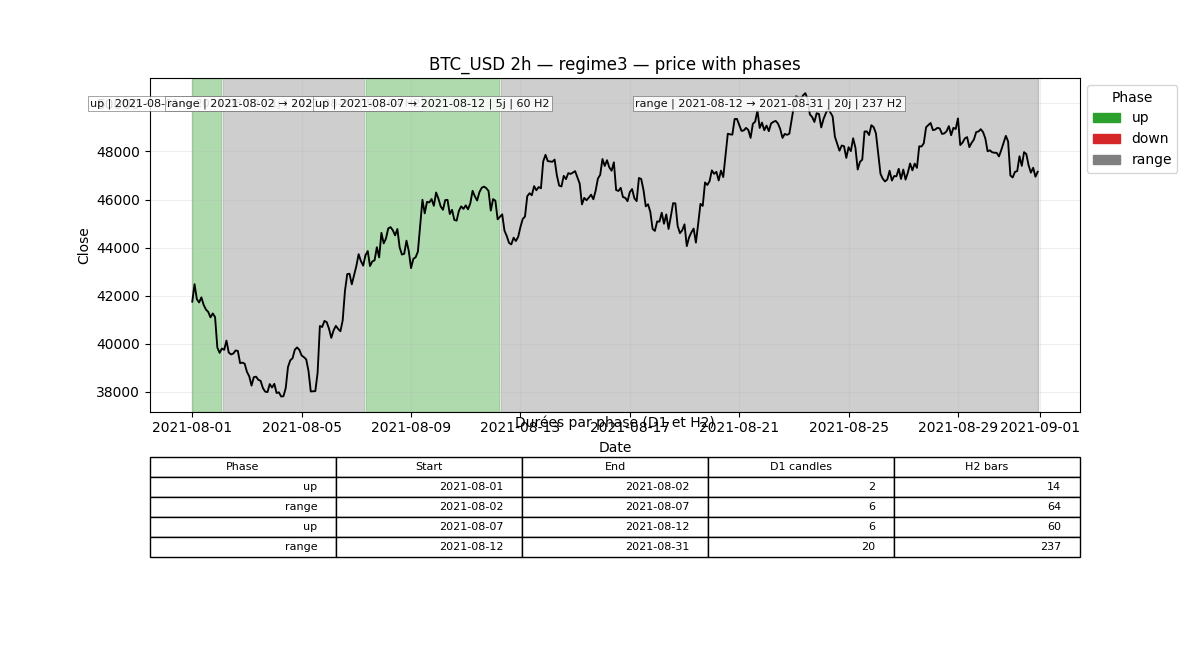 BTC_USD 2h — regime3 — price with phases
up | 2021-08-
range | 2021-08-02 → 202
up | 2021-08-07 → 2021-08-12 | 5j | 60 H2
range | 2021-08-12 → 2021-08-31 | 20j | 237 H2
Phase
up
down
range
Close
48000
46000
44000
42000
40000
38000
2021-08-01 2021-08-05 2021-08-09 2021-08-13 2021-08-17 2021-08-21 2021-08-25 2021-08-29 2021-09-01
Durées par phase (D1 et H2)
Date
Phase Start End D1 candles H2 bars
up 2021-08-01 2021-08-02 2 14
range 2021-08-02 2021-08-07 6 64
up 2021-08-07 2021-08-12 6 60
range 2021-08-12 2021-08-31 20 237